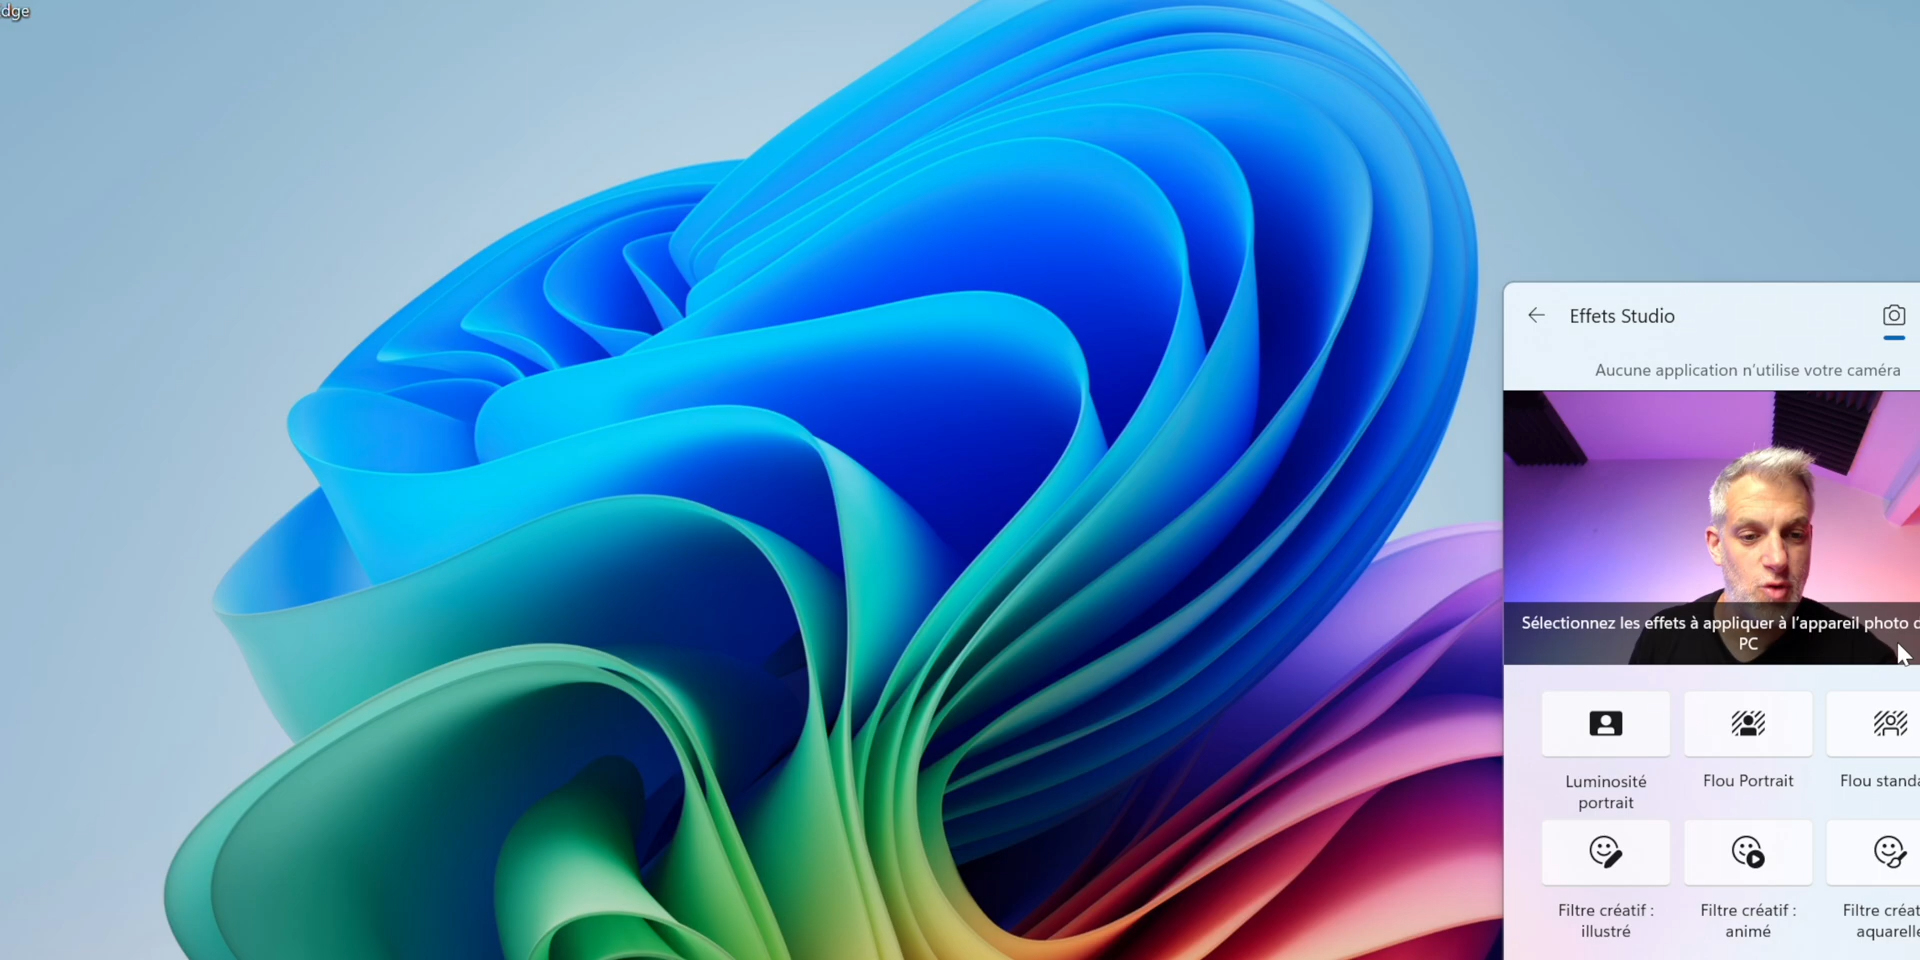 dge
Effets Studio
Aucune application n’utilise votre caméra
Sélectionnez les effets à appliquer à l’appareil photo d
PC
Luminosité
portrait
Flou Portrait
Flou standa
Filtre créatif :
illustré
Filtre créatif :
animé
Filtre créat
aquarelle